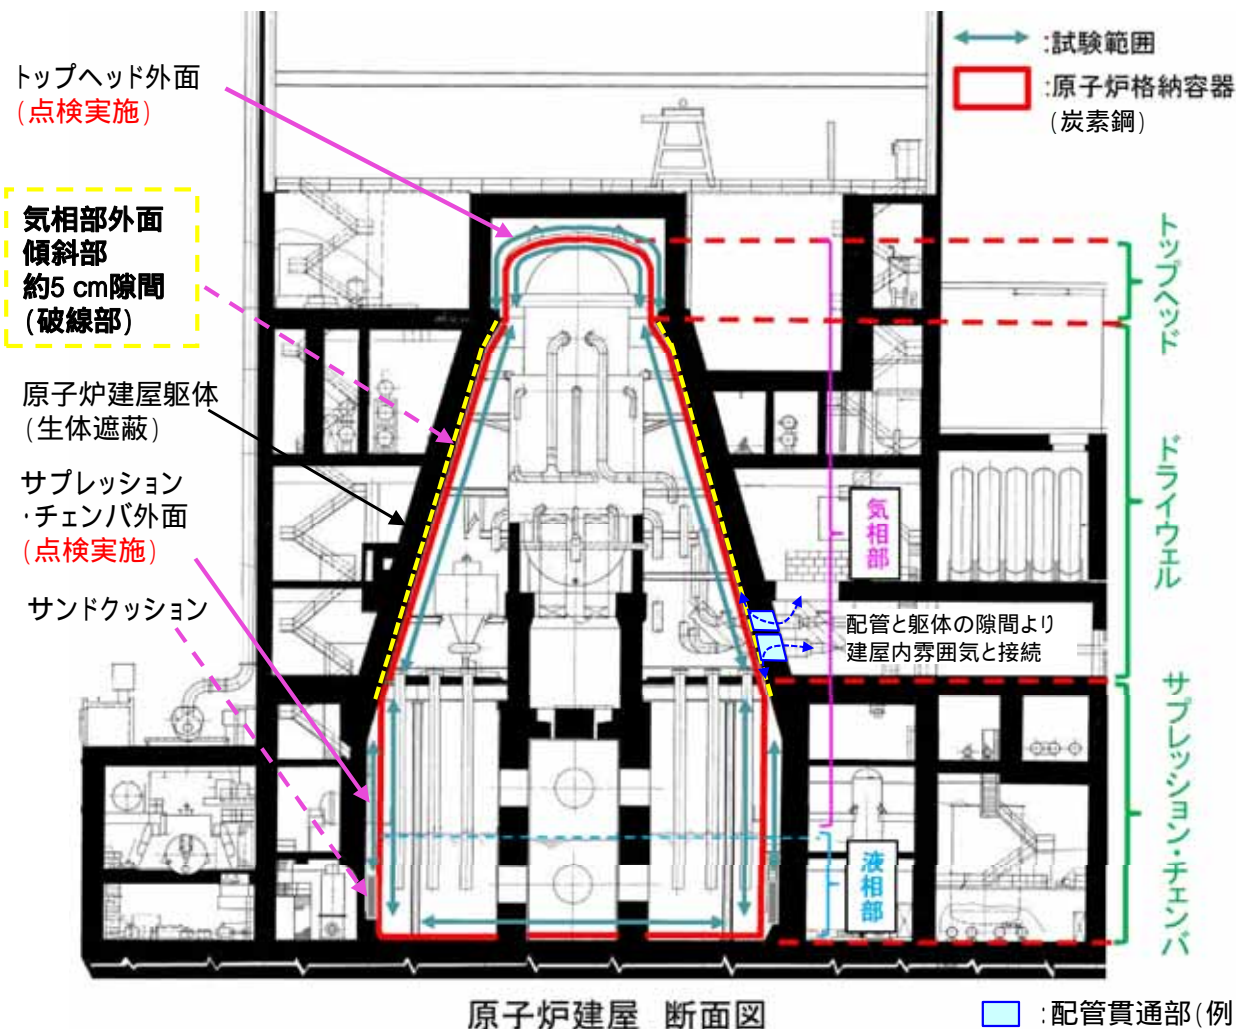 :試験範囲
:原子炉格納容器
(炭素鋼)
トップヘッド外面
(点検実施)
気相部外面
傾斜部
約5 cm隙間
(破線部)
原子炉建屋躯体
(生体遮蔽)
サプレッション
・チェンバ外面
(点検実施)
サンドクッション
トップヘッド
ドライウェル
サプレッション・チェンバ
気相部
配管と躯体の隙間より
建屋内雰囲気と接続
液相部
原子炉建屋 断面図
:配管貫通部(例